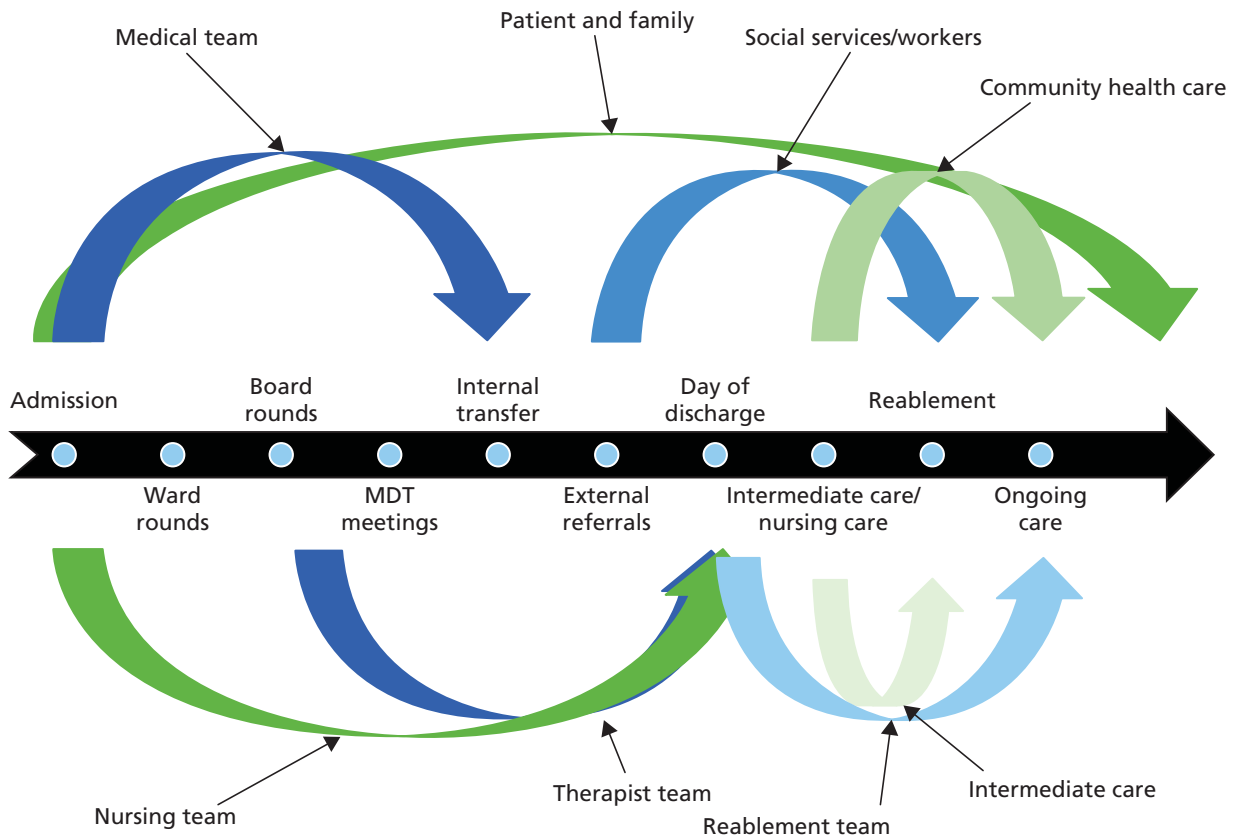 Patient and family
Medical team
Social services/workers
Community health care
Admission
Board
rounds
Internal
transfer
Day of
discharge
Reablement
Ward
rounds
MDT
meetings
External
referrals
Intermediate care/
nursing care
Ongoing
care
Nursing team
Therapist team
Intermediate care
Reablement team